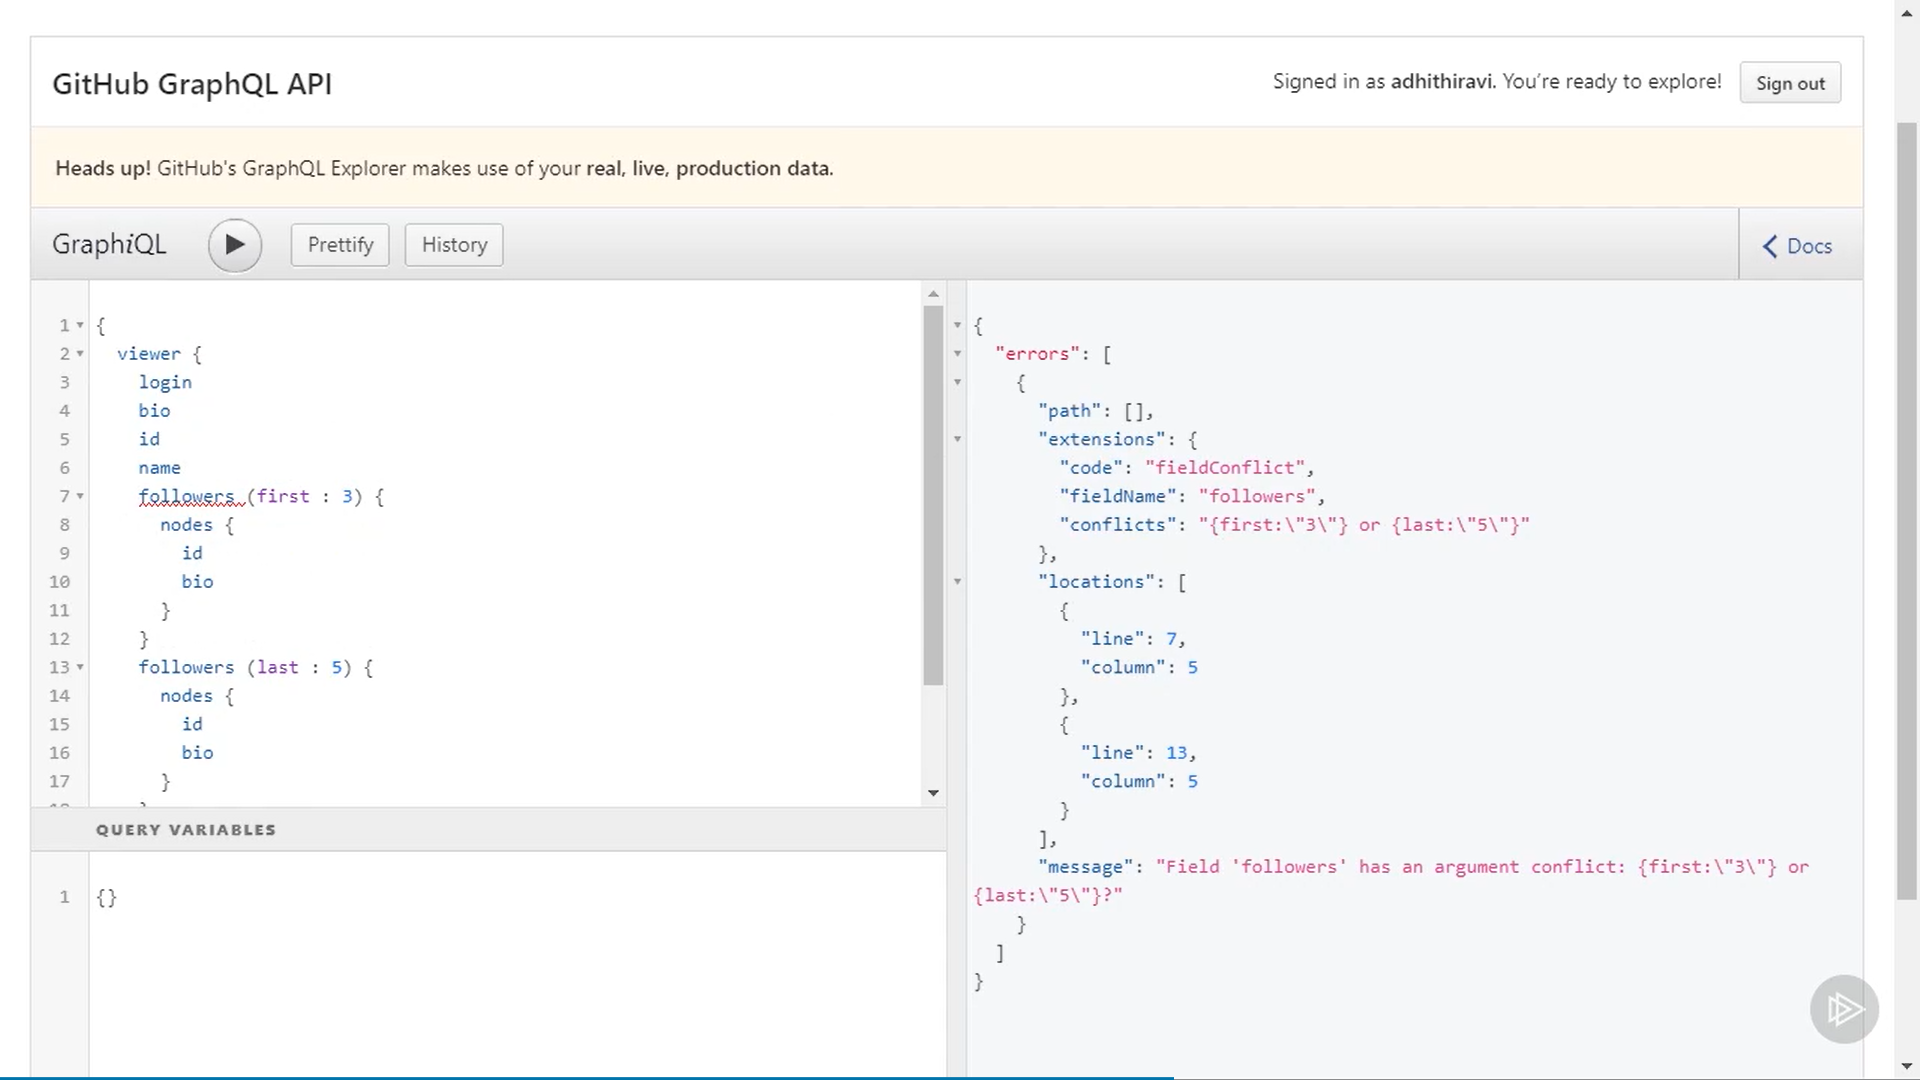 GitHub GraphQL API
Signed in as adhithiravi. You're ready to explore!
Sign out
Heads up! GitHub's GraphQL Explorer makes use of your real, live, production data.
GraphiQL
Prettify
History
Docs
1 {
2 viewer {
3 login
4 bio
5 id
6 name
7 followers (first : 3) {
8 nodes {
9 id
10 bio
11 }
12 }
13 followers (last : 5) {
14 nodes {
15 id
16 bio
17 }
QUERY VARIABLES
1 {}
{
"errors": [
{
"path": [],
"extensions": {
"code": "fieldConflict",
"fieldName": "followers",
"conflicts": "{first:\"3\"} or {last:\"5\"}"
},
"locations": [
{
"line": 7,
"column": 5
},
{
"line": 13,
"column": 5
}
],
"message": "Field 'followers' has an argument conflict: {first:\"3\"} or
{last:\"5\"}?"
}
]
}